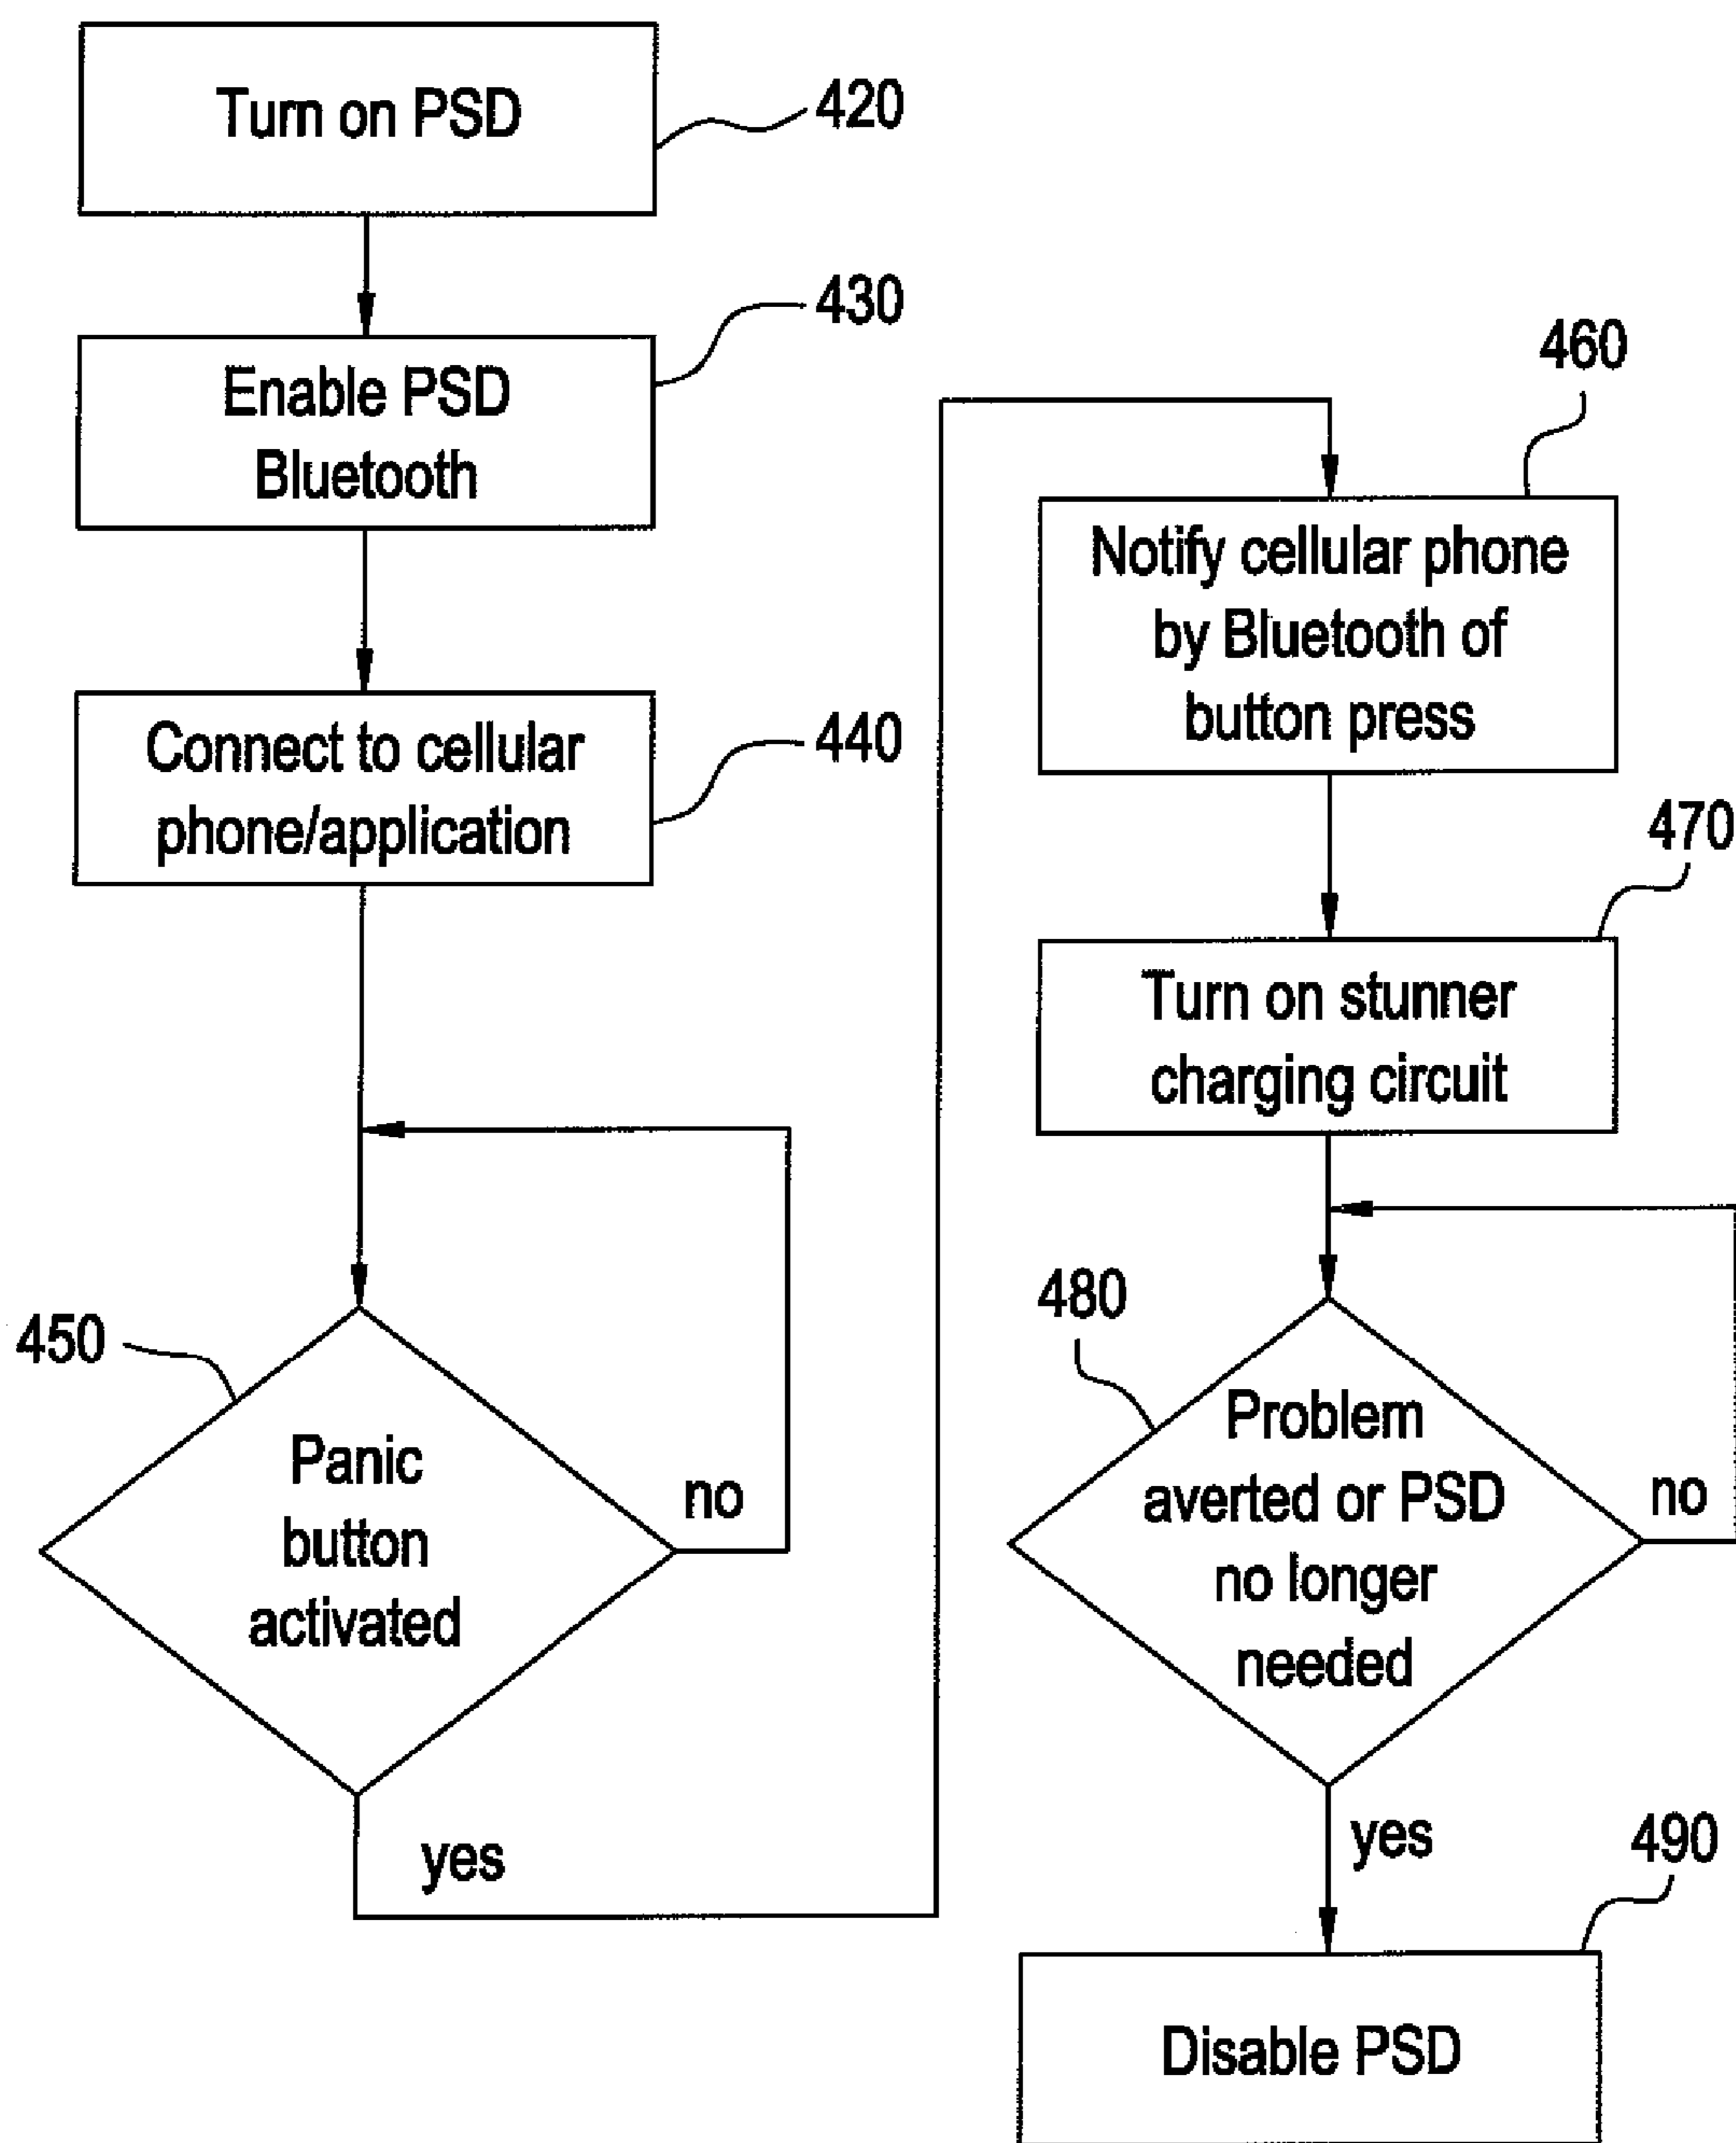 Turn on PSD
420
Enable PSD
Bluetooth
430
Connect to cellular
phone/application
440
450
Panic
button
activated
no
yes
460
Notify cellular phone
by Bluetooth of
button press
470
Turn on stunner
charging circuit
480
Problem
averted or PSD
no longer
needed
no
yes
490
Disable PSD